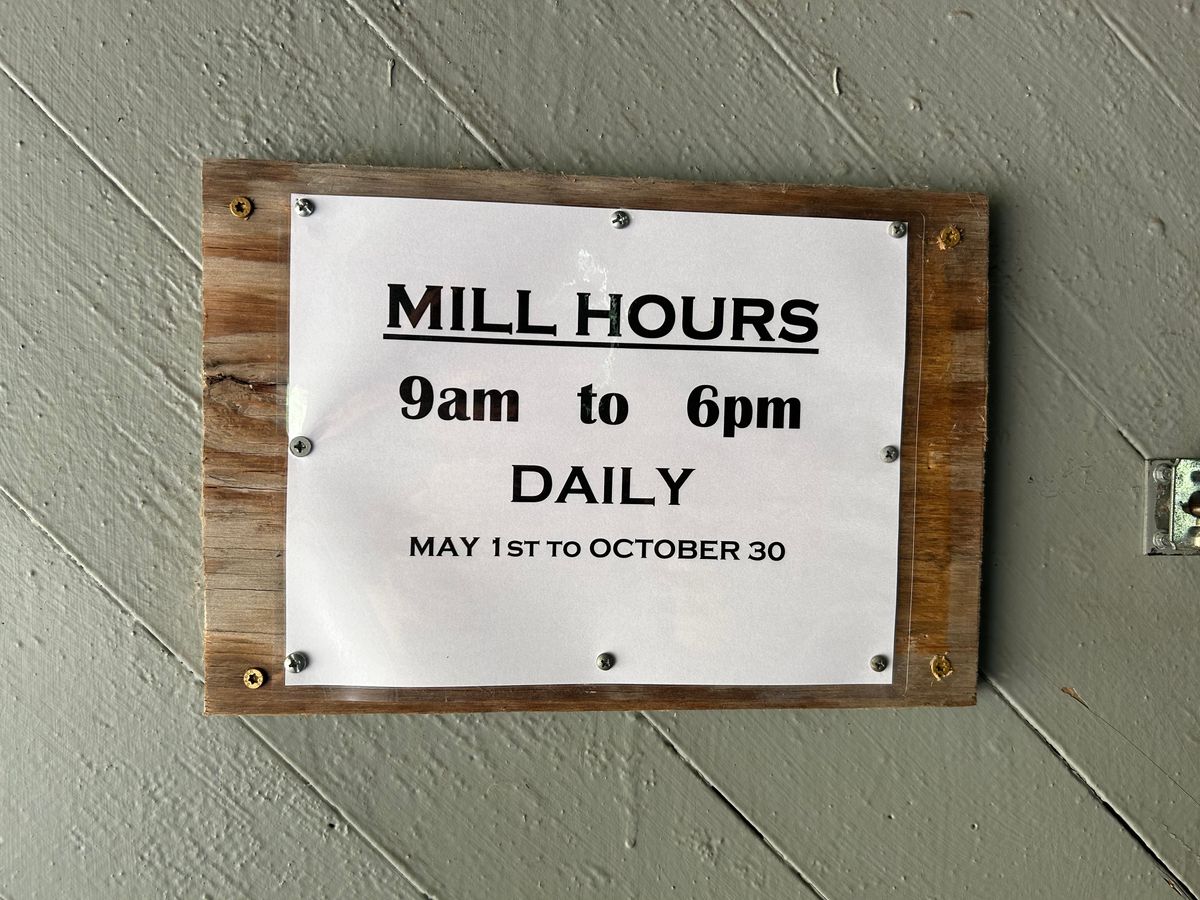 MILL HOURS
9am to 6pm
DAILY
MAY 1ST TO OCTOBER 30